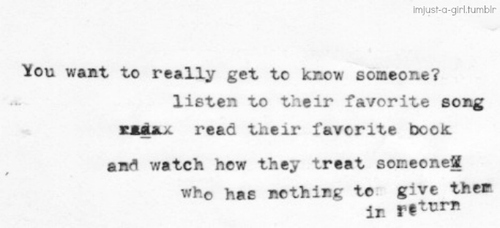 imjust-a-girl.tumblr
You want to really get to know someone?
listen to their favorite song
read their favorite book
and watch how they treat someone
who has nothing to give them
in return